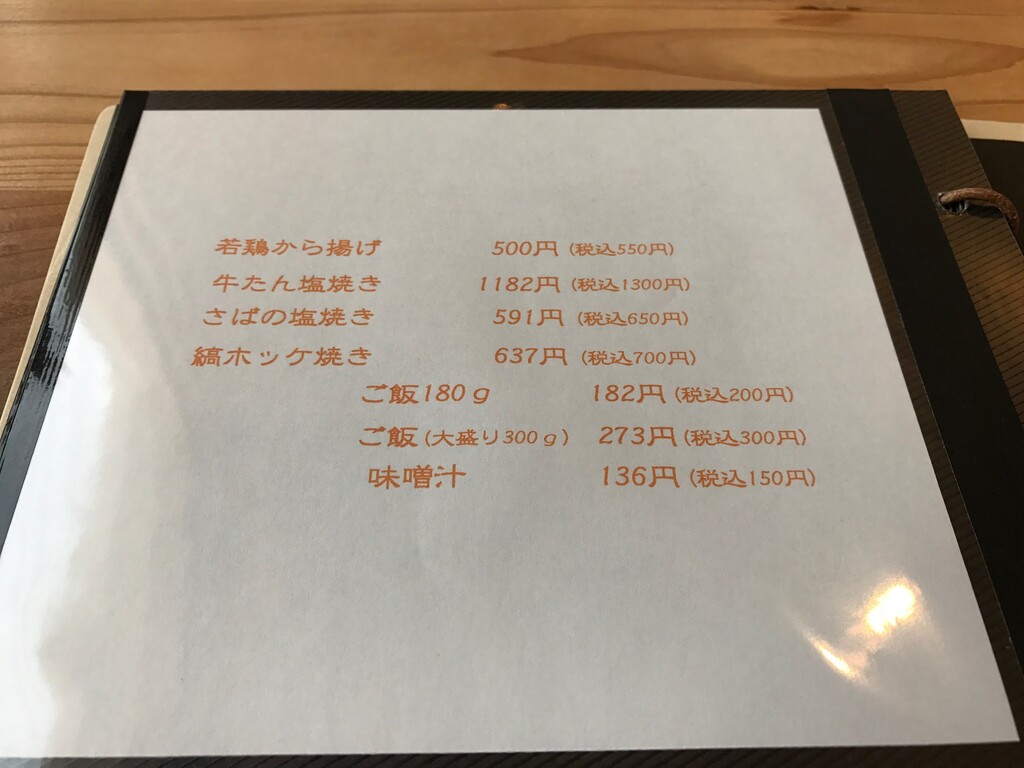 若鶏から揚げ 500円 (税込550円)
牛たん塩焼き 1182円 (税込1300円)
さばの塩焼き 591円 (税込650円)
縞ホッケ焼き 637円 (税込700円)
ご飯180ｇ 182円 (税込200円)
ご飯 (大盛り300ｇ) 273円 (税込300円)
味噌汁 136円 (税込150円)